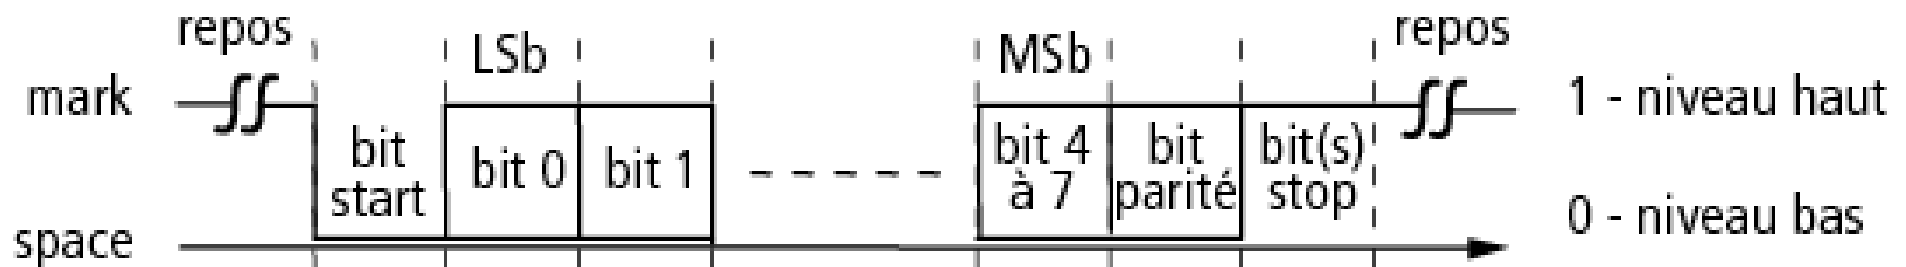 repos
LSb
MSb
repos
mark
1 - niveau haut
bit
start
bit 0
bit 1
bit 4
à 7
bit
parité
bit(s)
stop
space
0 - niveau bas